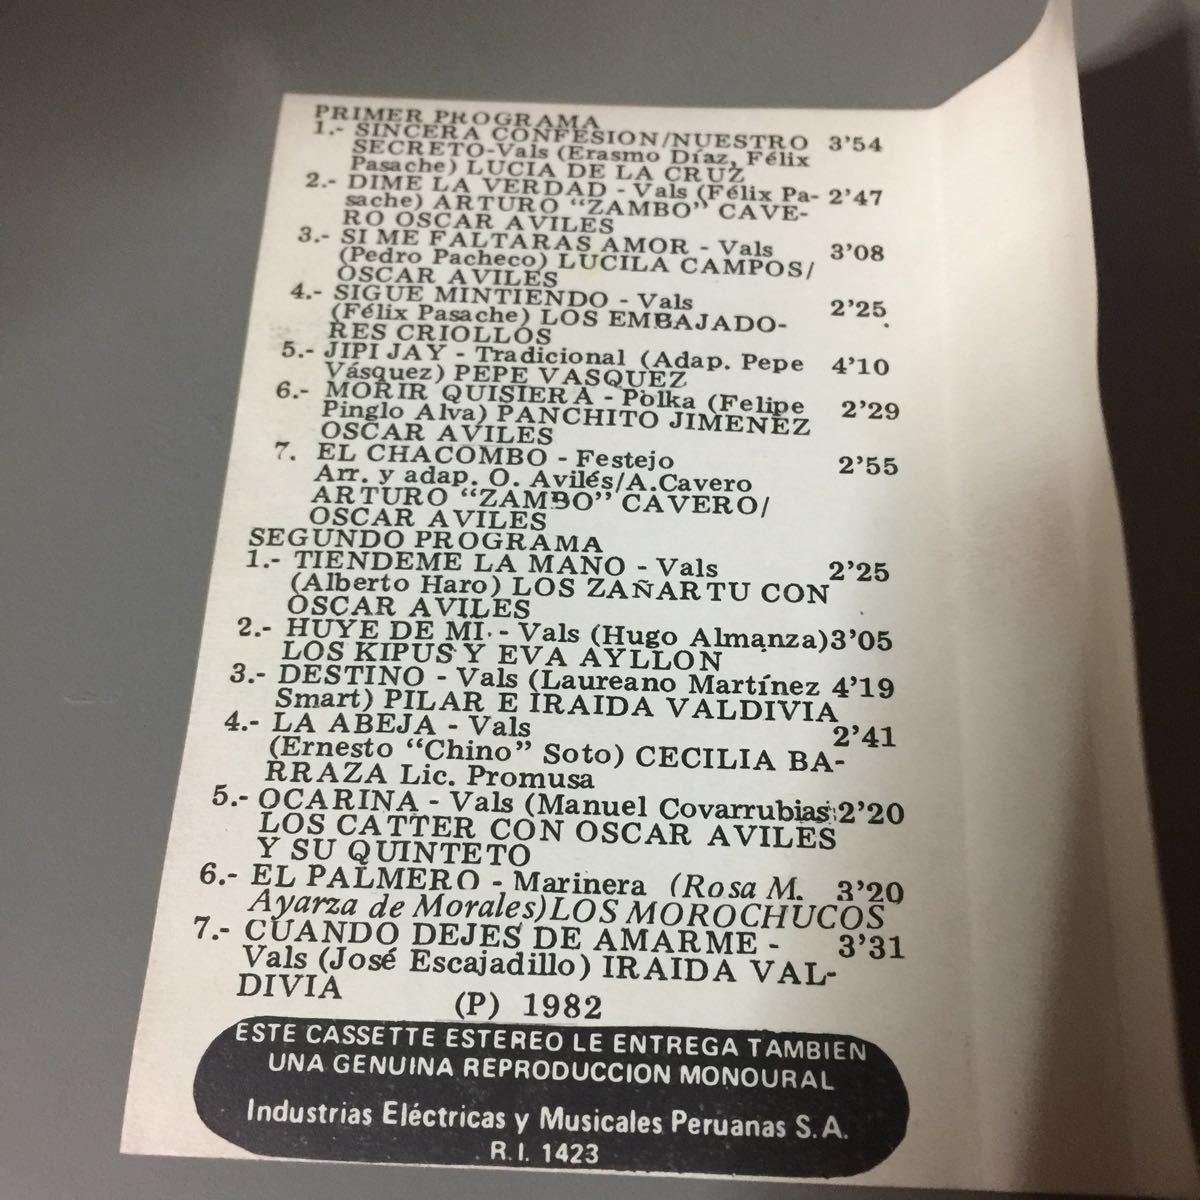 PRIMER PROGRAMA
1.- SINCERA CONFESION/NUESTRO 3'54
SECRETO-Vals (Erasmo Díaz, Félix
Pasache) LUCIA DE LA CRUZ
2.- DIME LA VERDAD - Vals (Félix Pa- 2'47
sache) ARTURO "ZAMBO" CAVE-
RO OSCAR AVILES
3.- SI ME FALTARAS AMOR - Vals 3'08
(Pedro Pacheco) LUCILA CAMPOS/
OSCAR AVILES
4.- SIGUE MINTIENDO - Vals 2'25
(Félix Pasache) LOS EMBAJADO-
RES CRIOLLOS
5.- JIPI JAY - Tradicional (Adap. Pepe 4'10
Vásquez) PEPE VASQUEZ
6.- MORIR QUISIERA - Polka (Felipe 2'29
Pinglo Alva) PANCHITO JIMENEZ
OSCAR AVILES
7. EL CHACOMBO - Festejo 2'55
Arr. y adap. O. Avilés/A.Cavero
ARTURO "ZAMBO" CAVERO/
OSCAR AVILES
SEGUNDO PROGRAMA
1.- TIENDEME LA MANO - Vals 2'25
(Alberto Haro) LOS ZAÑARTU CON
OSCAR AVILES
2.- HUYE DE MI - Vals (Hugo Almanza)3'05
LOS KIPUS Y EVA AYLLON
3.- DESTINO - Vals (Laureano Martínez 4'19
Smart) PILAR E IRAIDA VALDIVIA
4.- LA ABEJA - Vals 2'41
(Ernesto "Chino" Soto) CECILIA BA-
RRAZA Lic. Promusa
5.- OCARINA - Vals (Manuel Covarrubias 2'20
LOS CATTER CON OSCAR AVILES
Y SU QUINTETO
6.- EL PALMERO - Marinera (Rosa M. 3'20
Ayarza de Morales)LOS MOROCHUCOS
7.- CUANDO DEJES DE AMARME - 3'31
Vals (José Escajadillo) IRAIDA VAL-
DIVIA
(P) 1982
ESTE CASSETTE ESTEREO LE ENTREGA TAMBIEN
UNA GENUINA REPRODUCCION MONOURAL
Industrias Eléctricas y Musicales Peruanas S.A.
R.I. 1423